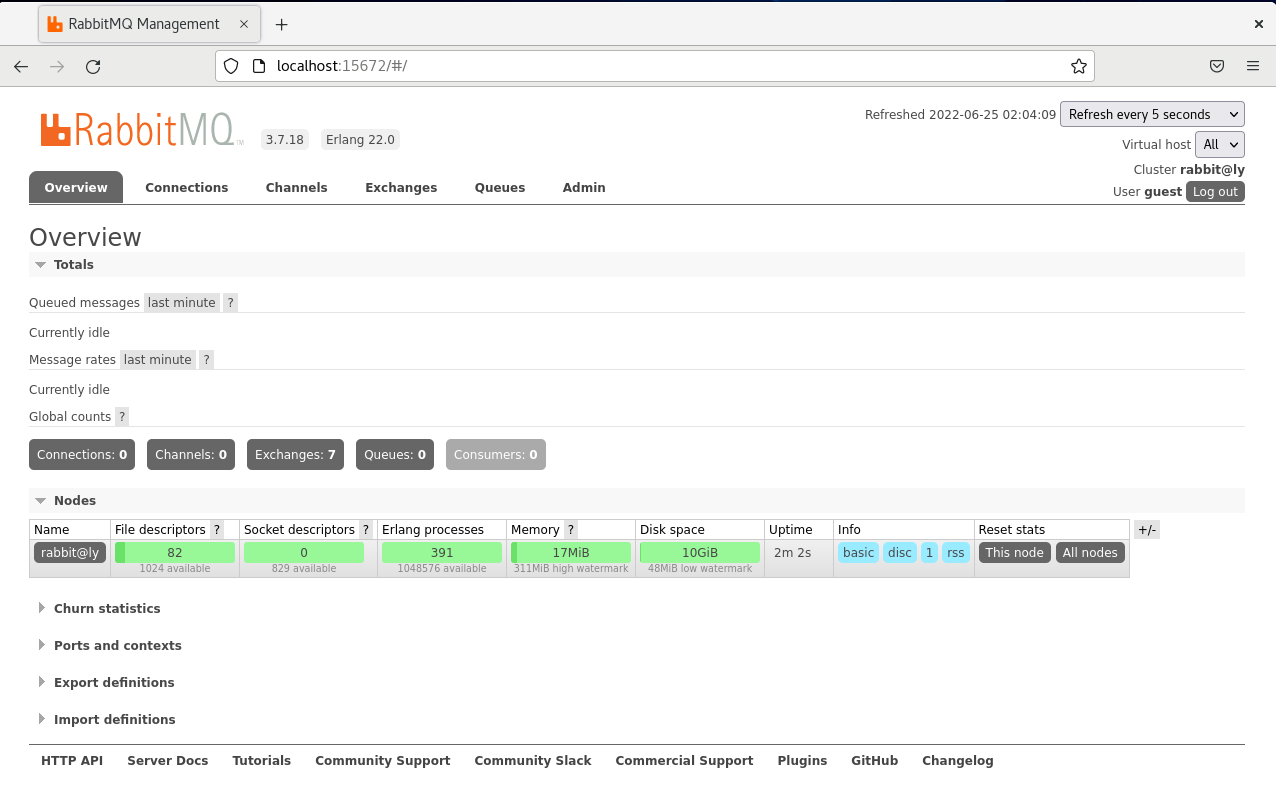 RabbitMQ Management
localhost:15672/#/
RabbitMQ TM 3.7.18 Erlang 22.0
Refreshed 2022-06-25 02:04:09 Refresh every 5 seconds
Virtual host All
Cluster rabbit@ly
User guest Log out
Overview Connections Channels Exchanges Queues Admin
Overview
Totals
Queued messages last minute ?
Currently idle
Message rates last minute ?
Currently idle
Global counts ?
Connections: 0 Channels: 0 Exchanges: 7 Queues: 0 Consumers: 0
Nodes
Name File descriptors ? Socket descriptors ? Erlang processes Memory ? Disk space Uptime Info Reset stats +/-
rabbit@ly 82 0 391 17MiB 10GiB 2m 2s basic disc 1 rss This node All nodes
1024 available 829 available 1048576 available 311MiB high watermark 48MiB low watermark
Churn statistics
Ports and contexts
Export definitions
Import definitions
HTTP API Server Docs Tutorials Community Support Community Slack Commercial Support Plugins GitHub Changelog